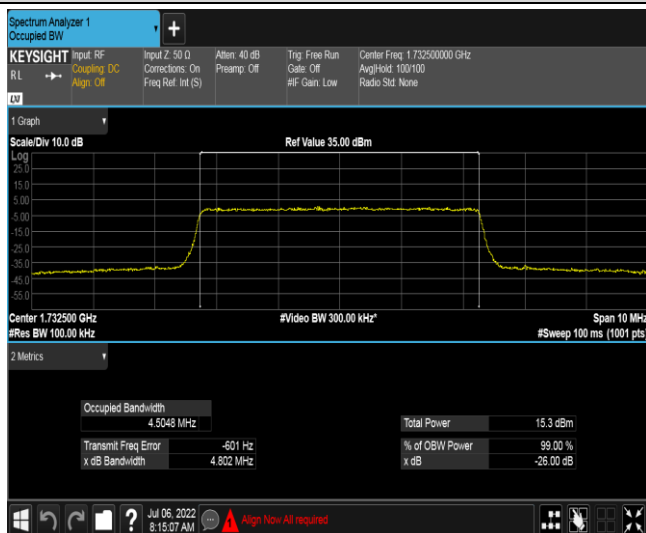 Spectrum Analyzer 1
Occupied BW
+
KEYSIGHT
RL
LXI
Input: RF
Coupling: DC
Align: Off
Input Z: 50 Ω
Corrections: On
Freq Ref: Int (S)
Atten: 40 dB
Preamp: Off
Trig: Free Run
Gate: Off
#IF Gain: Low
Center Freq: 1.732500000 GHz
Avg|Hold: 100/100
Radio Std: None
1 Graph
Scale/Div 10.0 dB
Ref Value 35.00 dBm
Log
25.0
15.0
5.00
-5.00
-15.0
-25.0
-35.0
-45.0
-55.0
Center 1.732500 GHz
#Video BW 300.00 kHz*
Span 10 MHz
#Res BW 100.00 kHz
#Sweep 100 ms (1001 pts)
2 Metrics
Occupied Bandwidth
4.5048 MHz
Total Power 15.3 dBm
Transmit Freq Error -601 Hz
% of OBW Power 99.00 %
x dB Bandwidth 4.802 MHz
x dB -26.00 dB
?
Jul 06, 2022
8:15:07 AM
Align Now All required